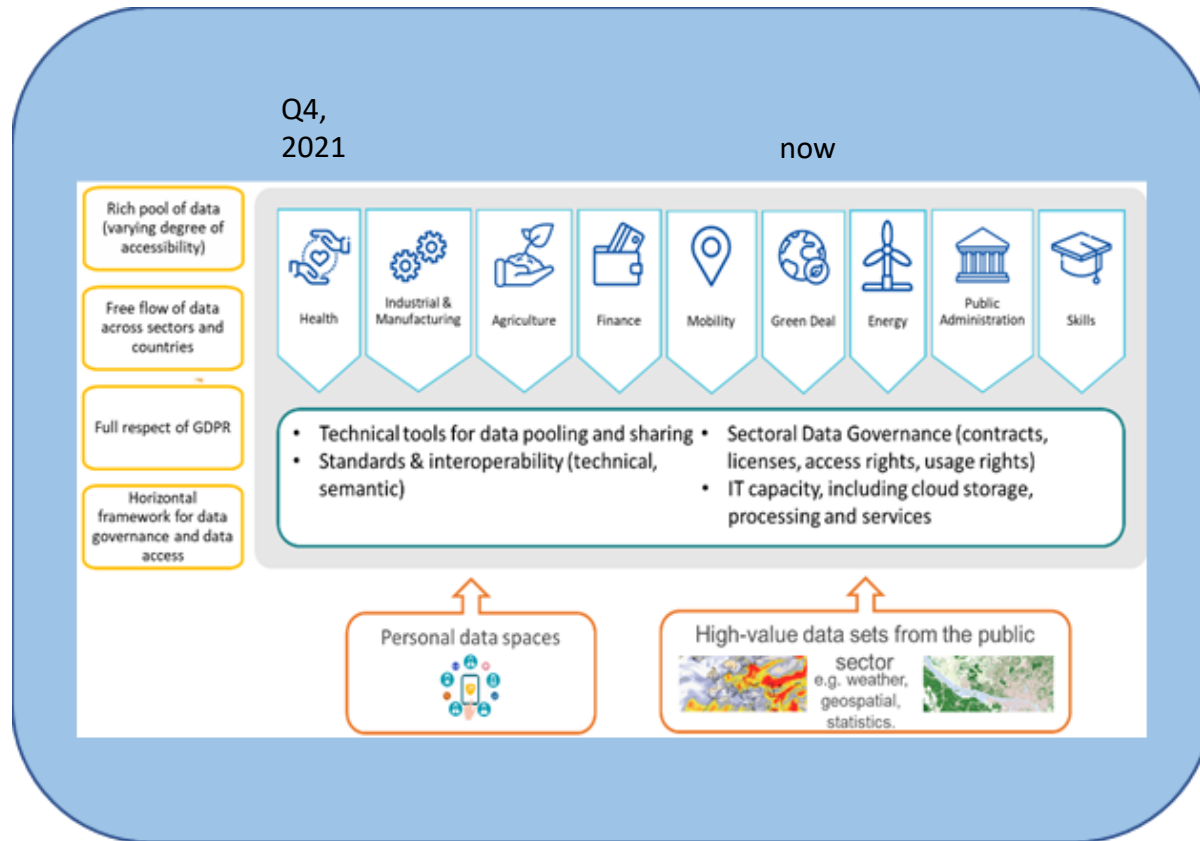 Q4,
2021
now
Rich pool of data
(varying degree of
accessibility)
Free flow of data
across sectors and
countries
Full respect of GDPR
Horizontal
framework for data
governance and data
access
Health
Industrial &
Manufacturing
Agriculture
Finance
Mobility
Green Deal
Energy
Public
Administration
Skills
• Technical tools for data pooling and sharing
• Standards & interoperability (technical,
semantic)
• Sectoral Data Governance (contracts,
licenses, access rights, usage rights)
• IT capacity, including cloud storage,
processing and services
Personal data spaces
High-value data sets from the public
sector
e.g. weather,
geospatial,
statistics.